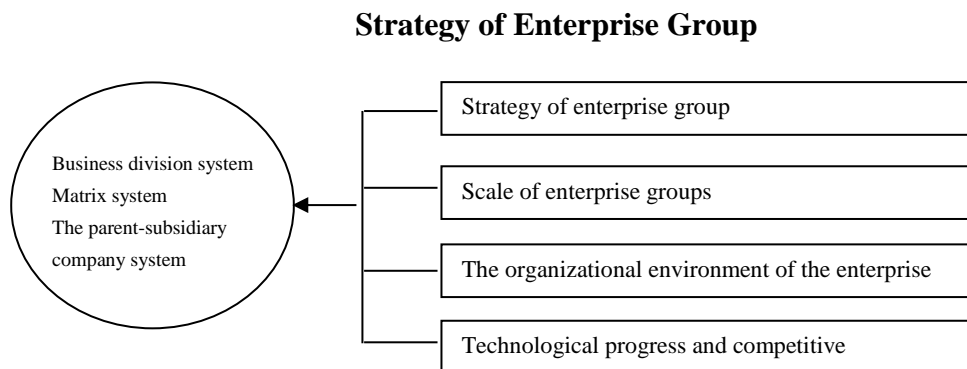 Strategy of Enterprise Group
Business division system
Matrix system
The parent-subsidiary
company system
Strategy of enterprise group
Scale of enterprise groups
The organizational environment of the enterprise
Technological progress and competitive